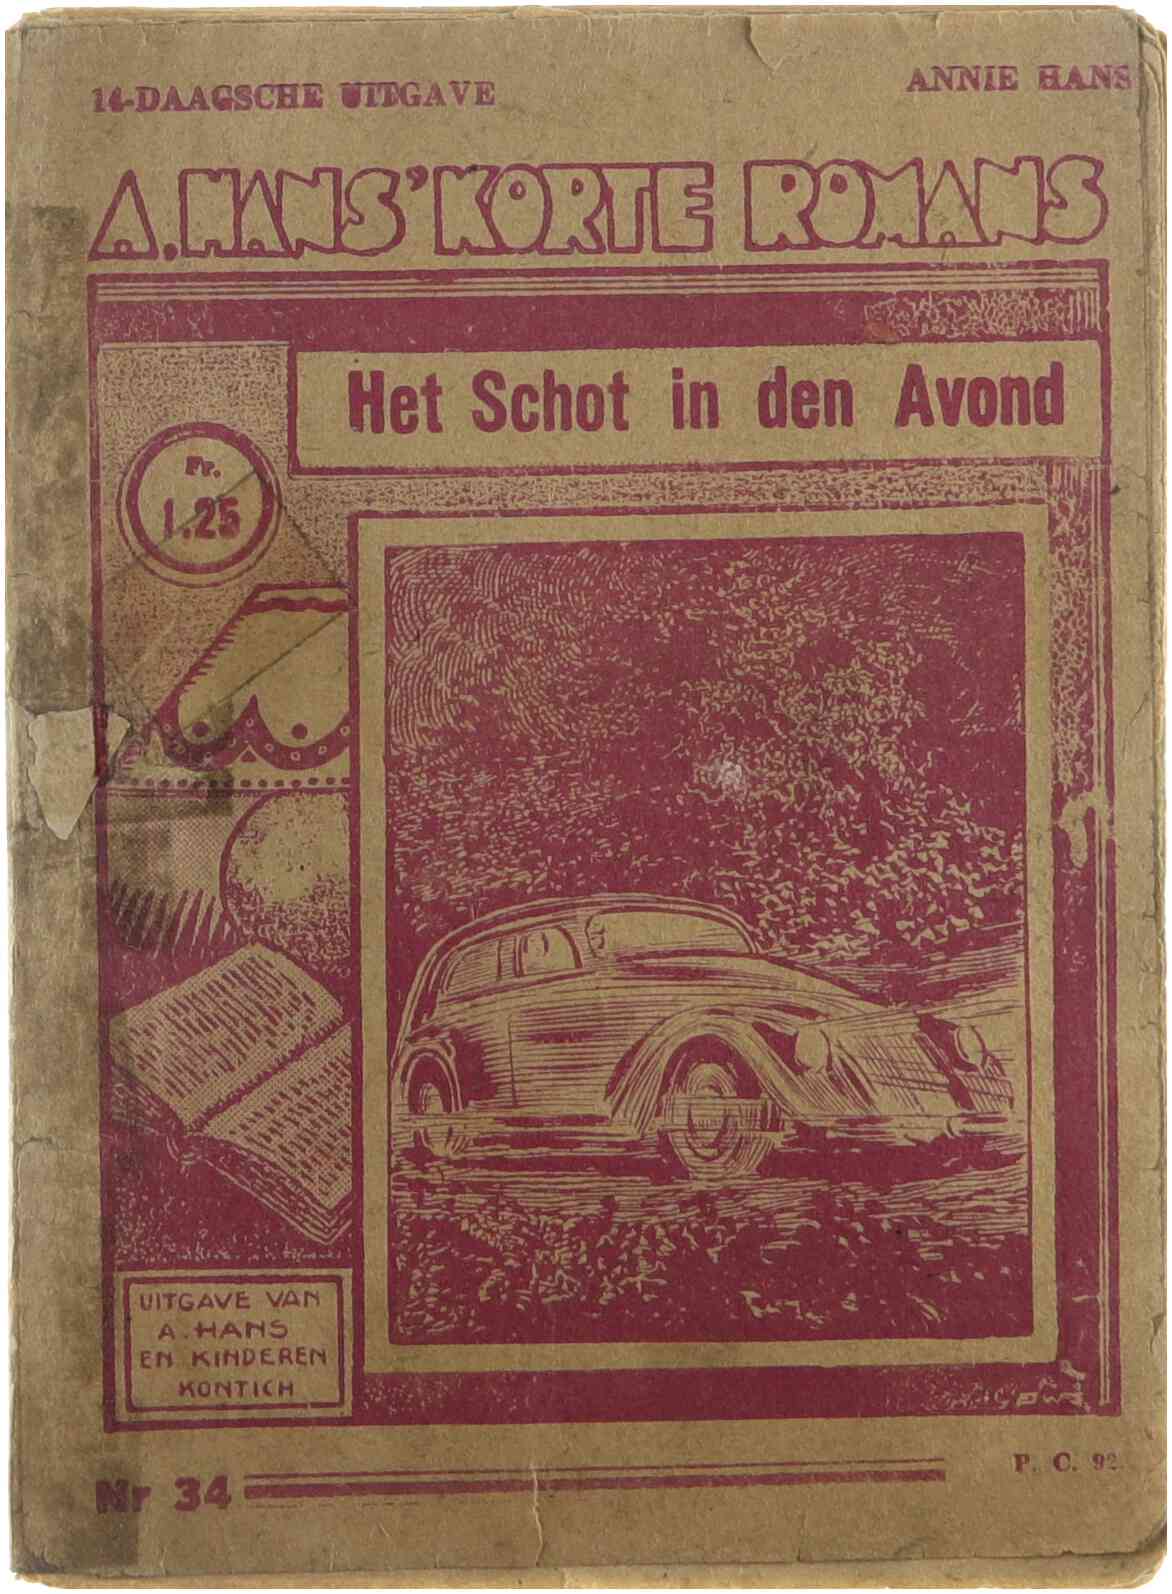 14-DAAGSCHE UITGAVE
ANNIE HANS
A. HANS' KORTE ROMANS
Het Schot in den Avond
Fr.
1.25
UITGAVE VAN
A. HANS
EN KINDEREN
KONTICH
Nr 34
P. C. 92.